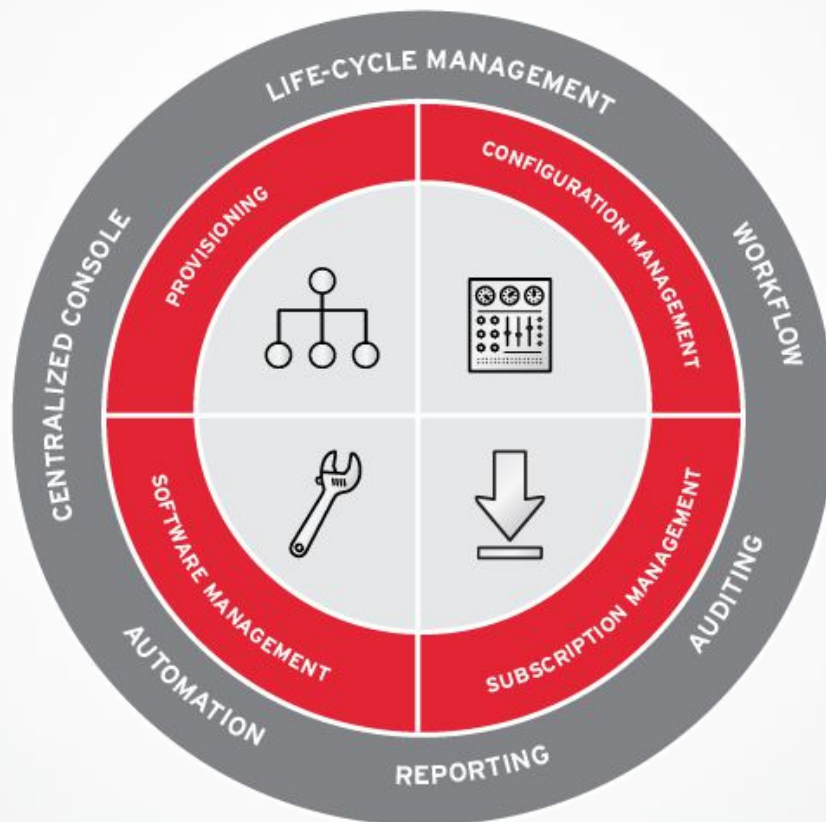 LIFE-CYCLE MANAGEMENT
WORKFLOW
AUDITING
REPORTING
AUTOMATION
CENTRALIZED CONSOLE
PROVISIONING
CONFIGURATION MANAGEMENT
SUBSCRIPTION MANAGEMENT
SOFTWARE MANAGEMENT